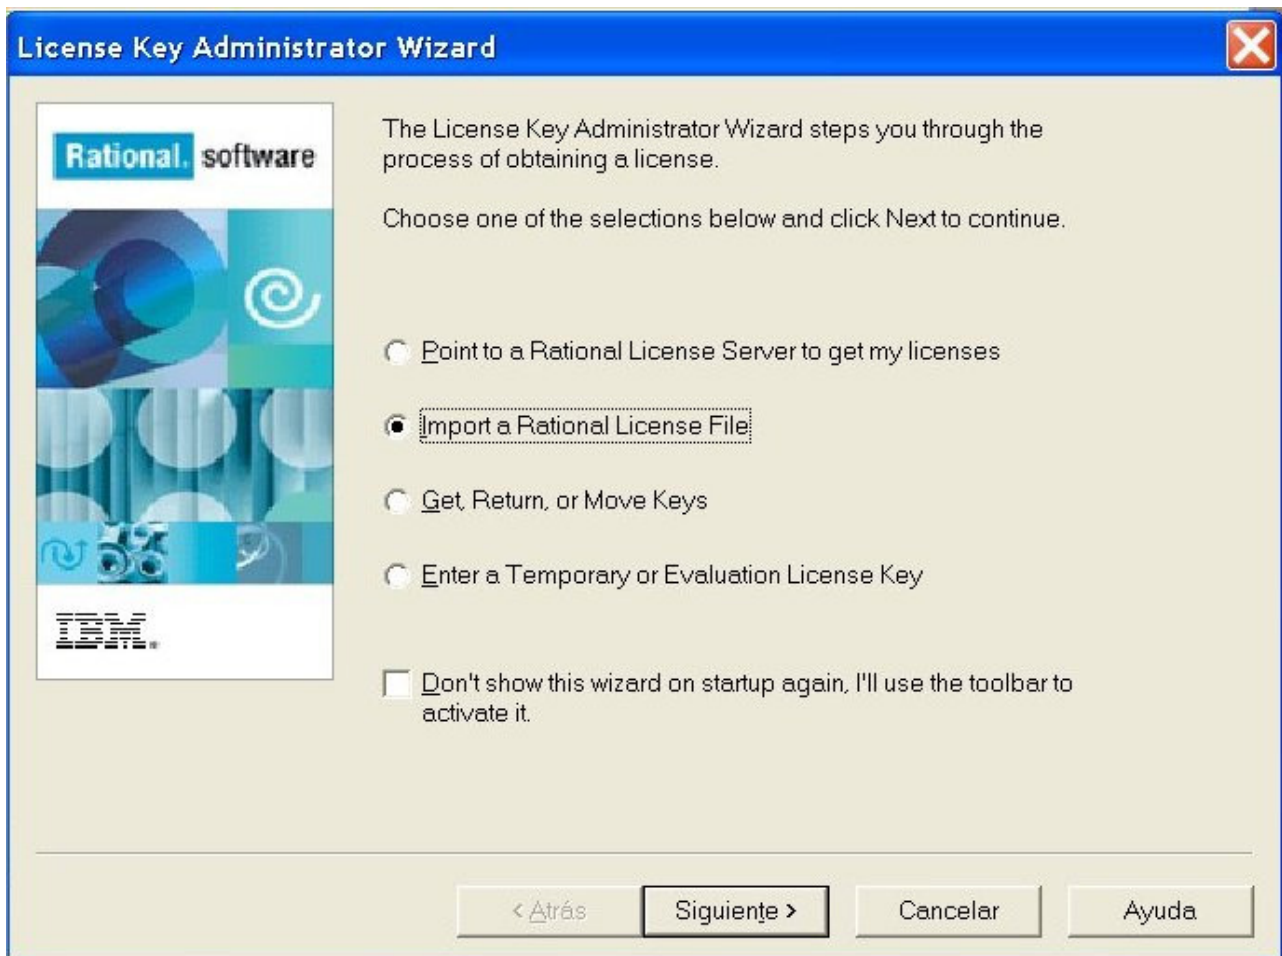 License Key Administrator Wizard
Rational. software
The License Key Administrator Wizard steps you through the
process of obtaining a license.
Choose one of the selections below and click Next to continue.
Point to a Rational License Server to get my licenses
Import a Rational License File
Get, Return, or Move Keys
Enter a Temporary or Evaluation License Key
IBM.
Don't show this wizard on startup again, I'll use the toolbar to
activate it.
< Atrás
Siguiente >
Cancelar
Ayuda